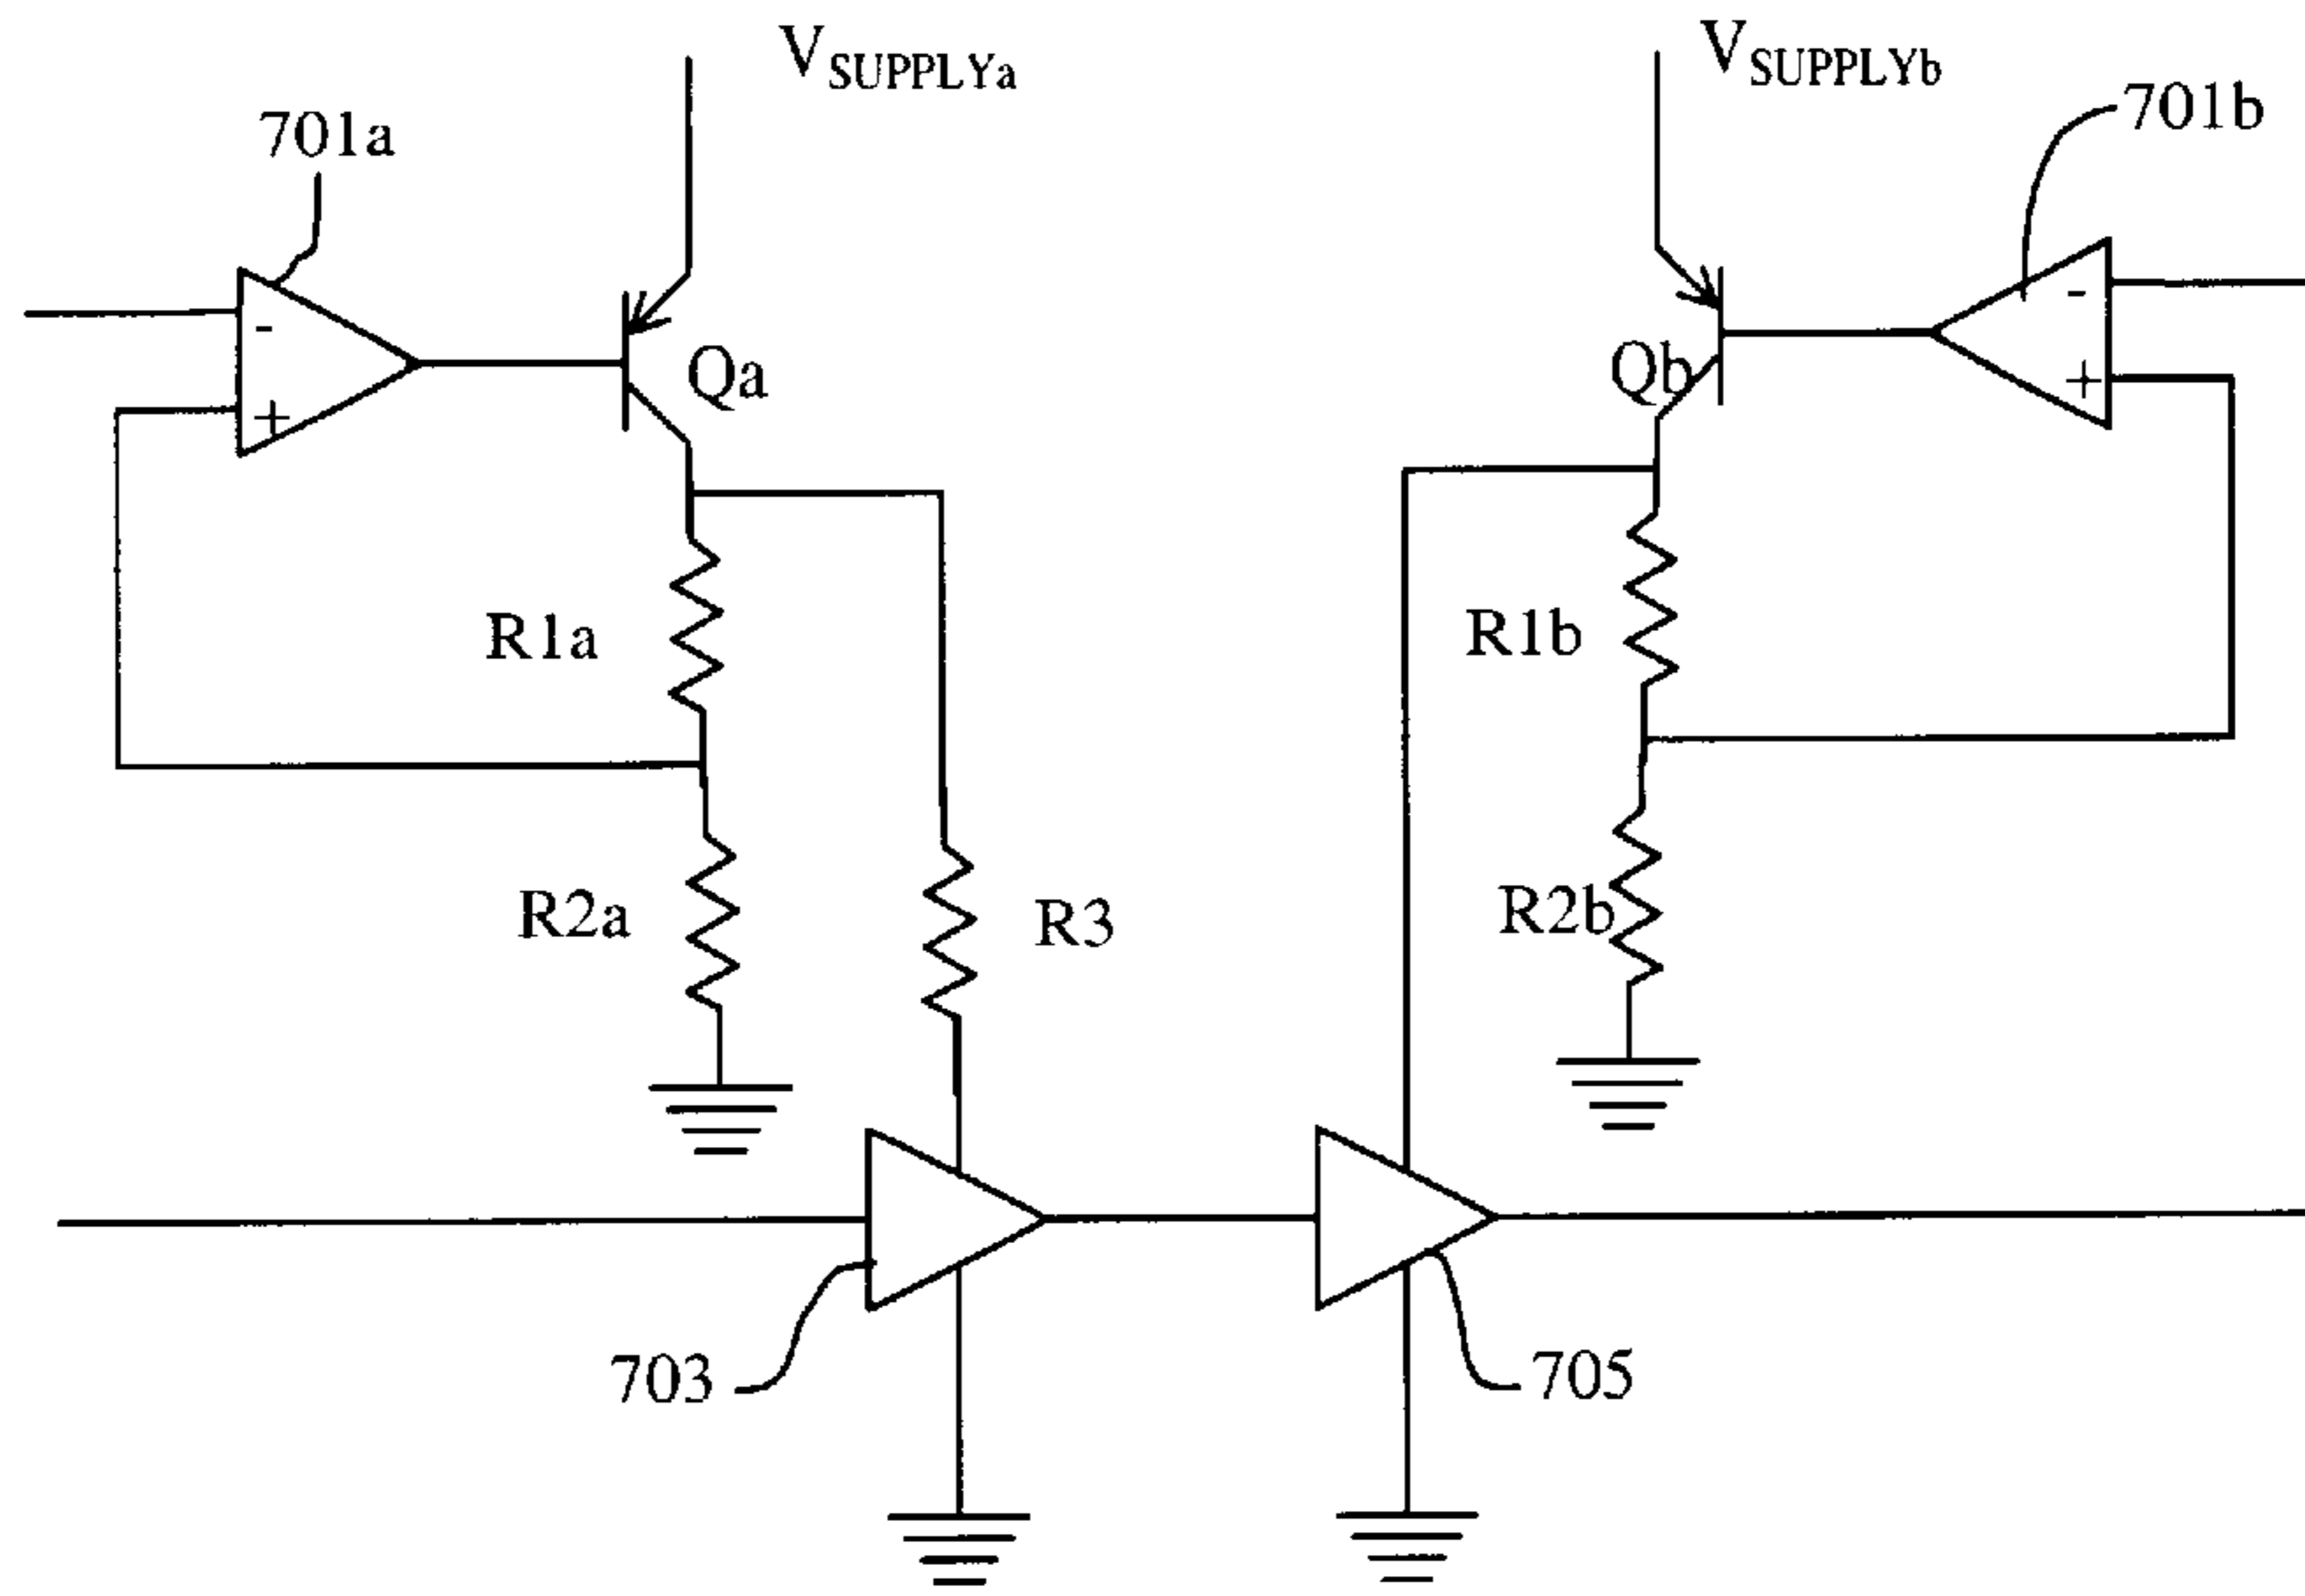 VSUPPLYa
VSUPPLYb
701a
701b
-
+
Qa
-
+
Qb
R1a
R1b
R2a
R3
R2b
703
705